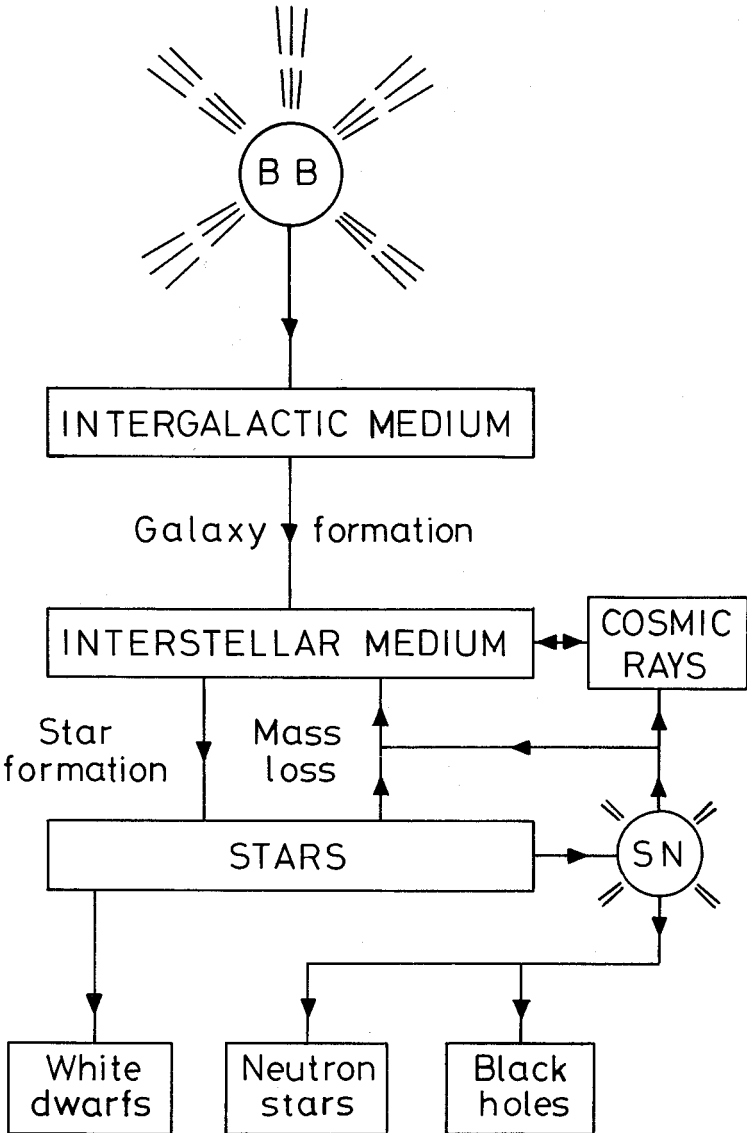 BB
INTERGALACTIC MEDIUM
Galaxy formation
INTERSTELLAR MEDIUM
COSMIC
RAYS
Star
formation
Mass
loss
STARS
SN
White
dwarfs
Neutron
stars
Black
holes